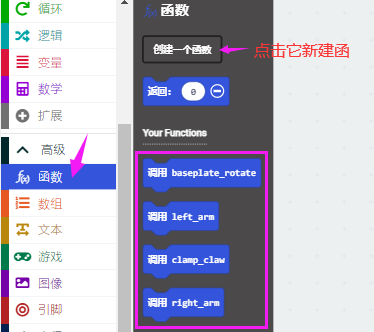 循环
逻辑
变量
数学
扩展
高级
f(x) 函数
数组
文本
游戏
图像
引脚
f(x) 函数
创建一个函数
点击它新建函
返回: 0
Your Functions
调用 baseplate_rotate
调用 left_arm
调用 clamp_claw
调用 right_arm